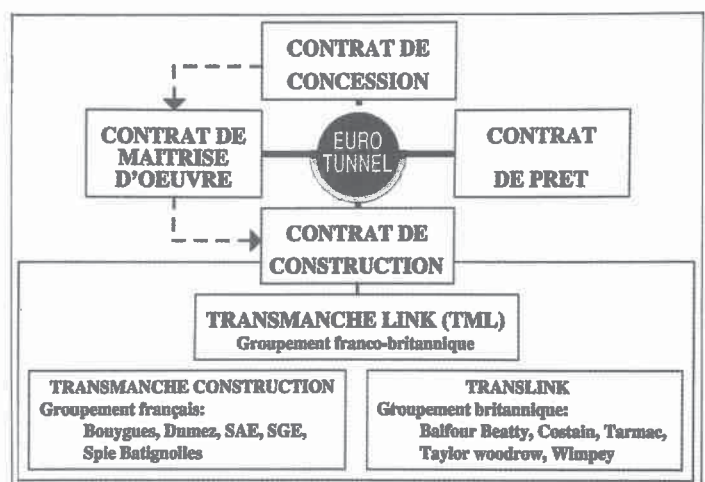 CONTRAT DE
CONCESSION
CONTRAT DE
MAITRISE
D'OEUVRE
EURO
TUNNEL
CONTRAT
DE PRET
CONTRAT DE
CONSTRUCTION
TRANSMANCHE LINK (TML)
Groupement franco-britannique
TRANSMANCHE CONSTRUCTION
Groupement français:
Bouygues, Dumez, SAE, SGE,
Spie Batignolles
TRANSLINK
Groupement britannique:
Balfour Beatty, Costain, Tarmac,
Taylor woodrow, Wimpey